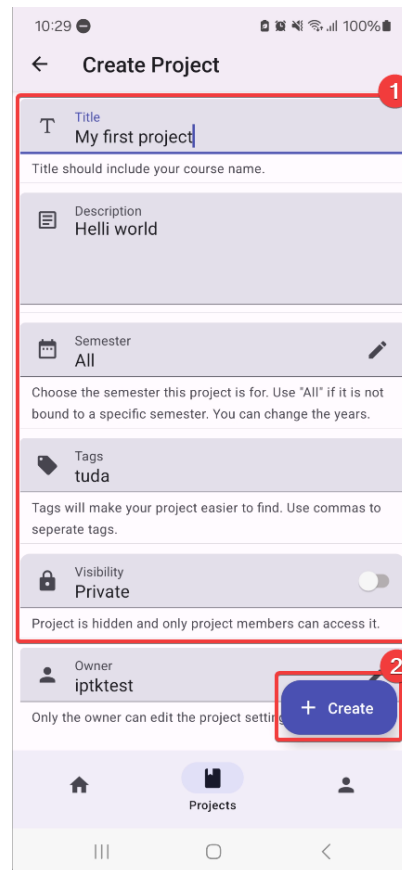 10:29
100%
Create Project
1
Title
My first project
Title should include your course name.
Description
Helli world
Semester
All
Choose the semester this project is for. Use "All" if it is not
bound to a specific semester. You can change the years.
Tags
tuda
Tags will make your project easier to find. Use commas to
seperate tags.
Visibility
Private
Project is hidden and only project members can access it.
Owner
iptktest
2
Only the owner can edit the project
+ Create
Projects